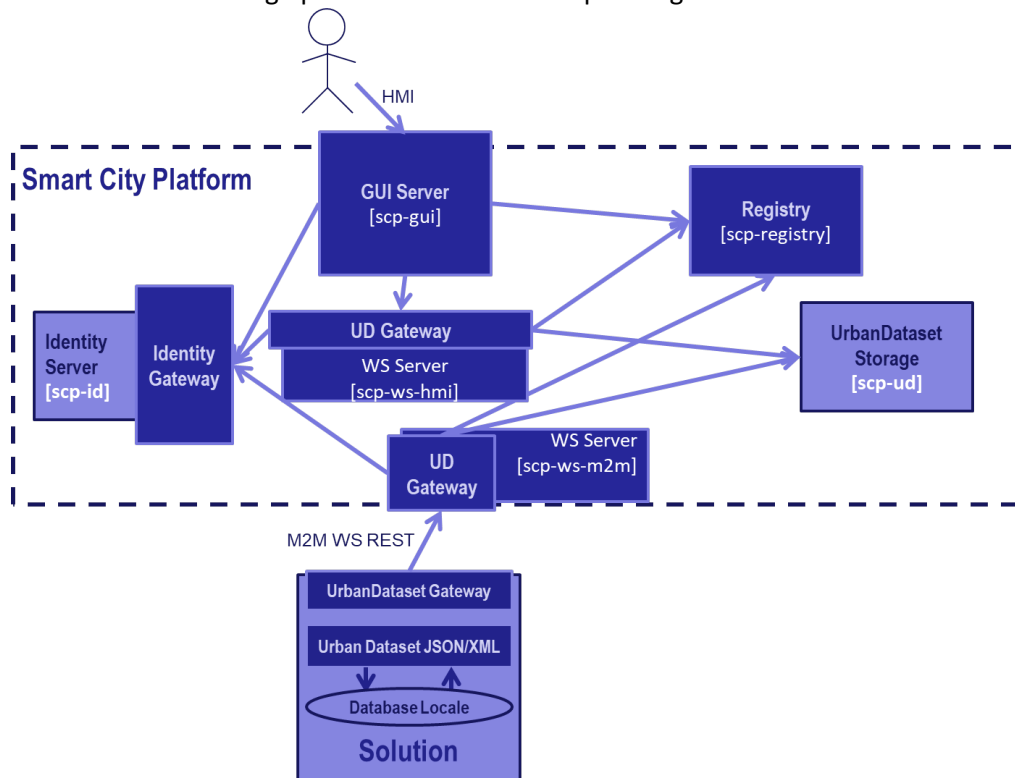 HMI
Smart City Platform
GUI Server
[scp-gui]
Registry
[scp-registry]
UD Gateway
WS Server
[scp-ws-hmi]
Identity
Server
[scp-id]
Identity
Gateway
UrbanDataset
Storage
[scp-ud]
WS Server
[scp-ws-m2m]
UD
Gateway
M2M WS REST
UrbanDataset Gateway
Urban Dataset JSON/XML
Database Locale
Solution